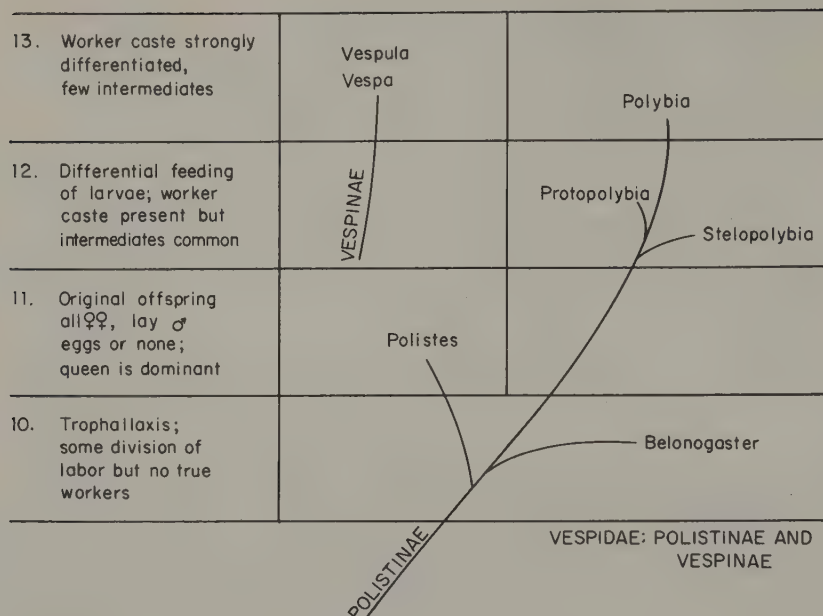 13. Worker caste strongly
differentiated,
few intermediates
Vespula
Vespa
Polybia
12. Differential feeding
of larvae; worker
caste present but
intermediates common
VESPINAE
Protopolybia
Stelopolybia
11. Original offspring
all♀♀, lay ♂
eggs or none;
queen is dominant
Polistes
10. Trophallaxis;
some division of
labor but no true
workers
Belonogaster
POLISTINAE
VESPIDAE: POLISTINAE AND
VESPINAE